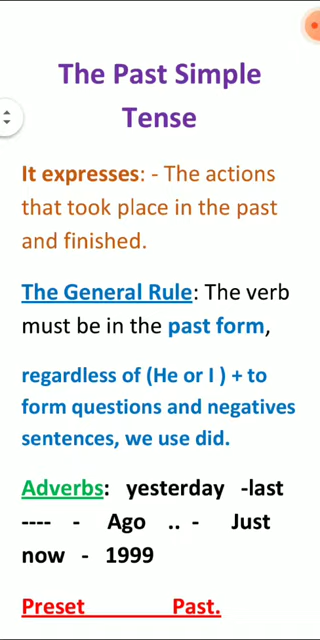 The Past Simple
Tense
It expresses: - The actions
that took place in the past
and finished.
The General Rule: The verb
must be in the past form,
regardless of (He or I ) + to
form questions and negatives
sentences, we use did.
Adverbs: yesterday -last
---- - Ago .. - Just
now - 1999
Preset Past.